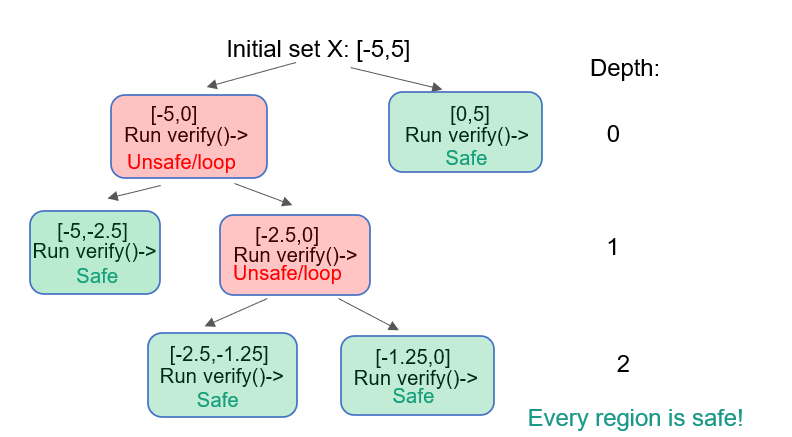 Initial set X: [-5,5]
Depth:
[-5,0]
Run verify()->
Unsafe/loop
[0,5]
Run verify()->
Safe
0
[-5,-2.5]
Run verify()->
Safe
[-2.5,0]
Run verify()->
Unsafe/loop
1
[-2.5,-1.25]
Run verify()->
Safe
[-1.25,0]
Run verify()->
Safe
2
Every region is safe!